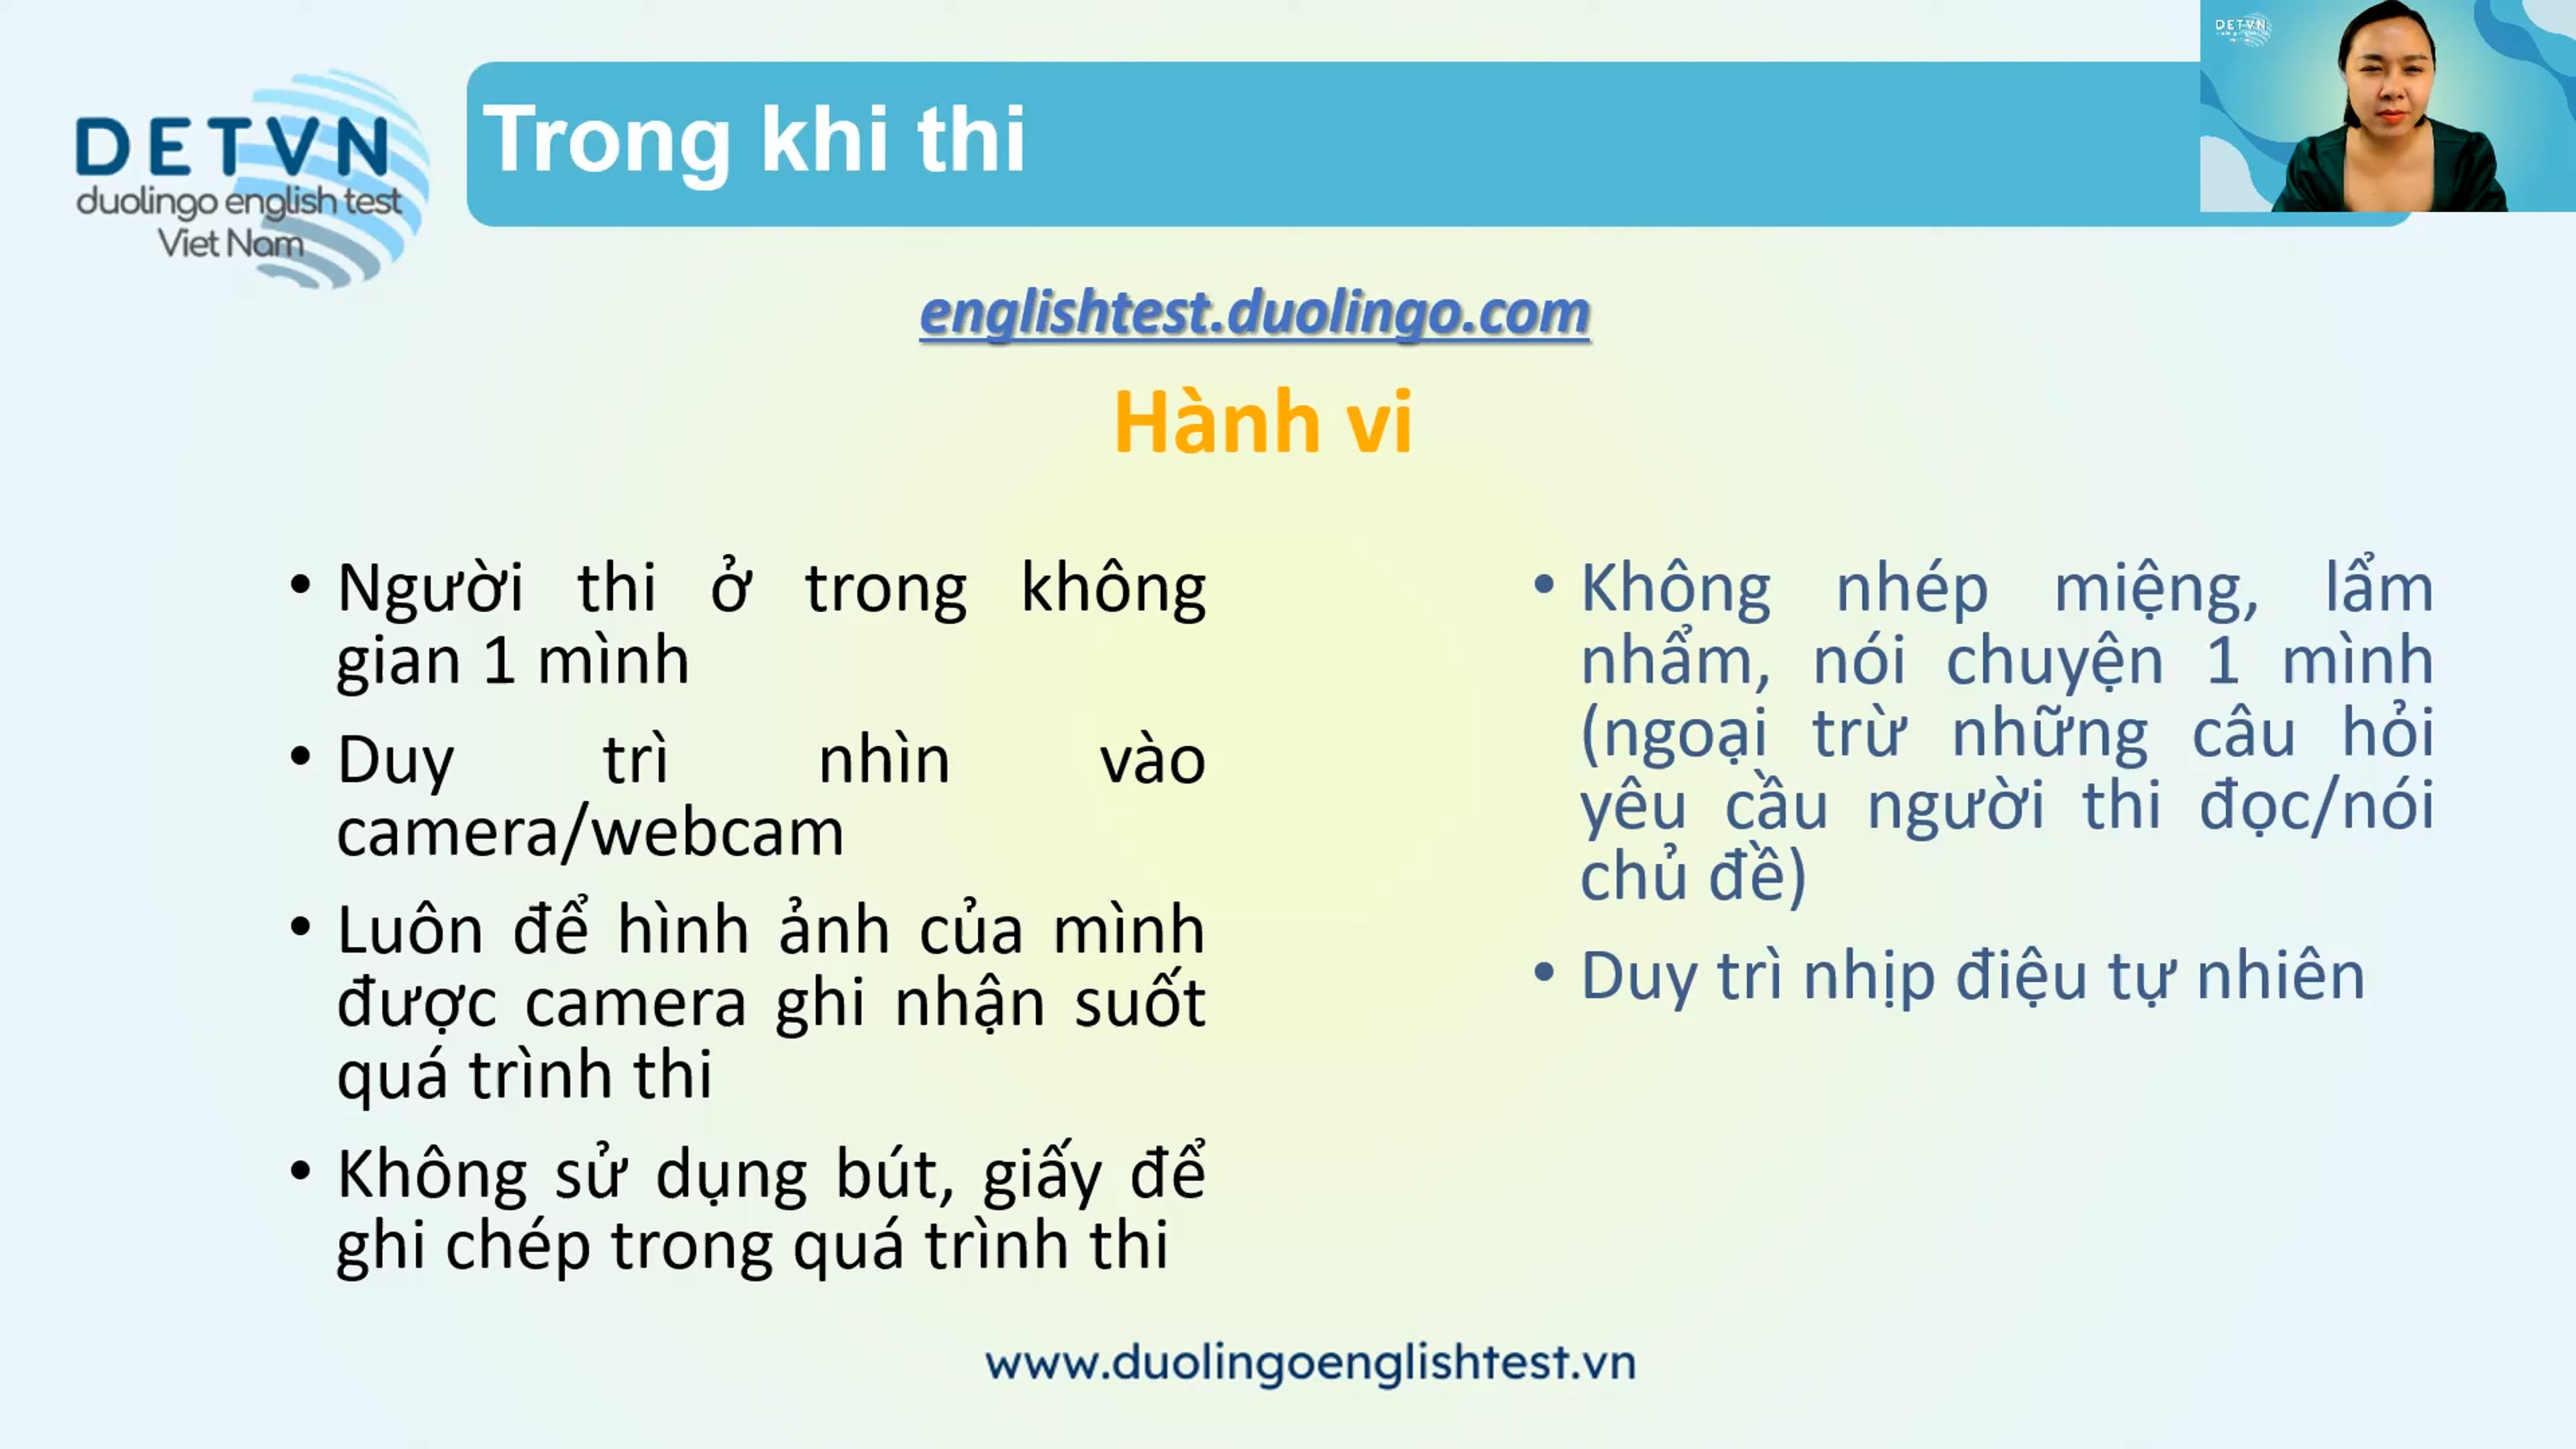 DETVN
duolingo english test
Viet Nam
Trong khi thi
DETVN
englishtest.duolingo.com
Hành vi
• Người thi ở trong không
gian 1 mình
• Duy trì nhìn vào
camera/webcam
• Luôn để hình ảnh của mình
được camera ghi nhận suốt
quá trình thi
• Không sử dụng bút, giấy để
ghi chép trong quá trình thi
• Không nhép miệng, lẩm
nhẩm, nói chuyện 1 mình
(ngoại trừ những câu hỏi
yêu cầu người thi đọc/nói
chủ đề)
• Duy trì nhịp điệu tự nhiên
www.duolingoenglishtest.vn